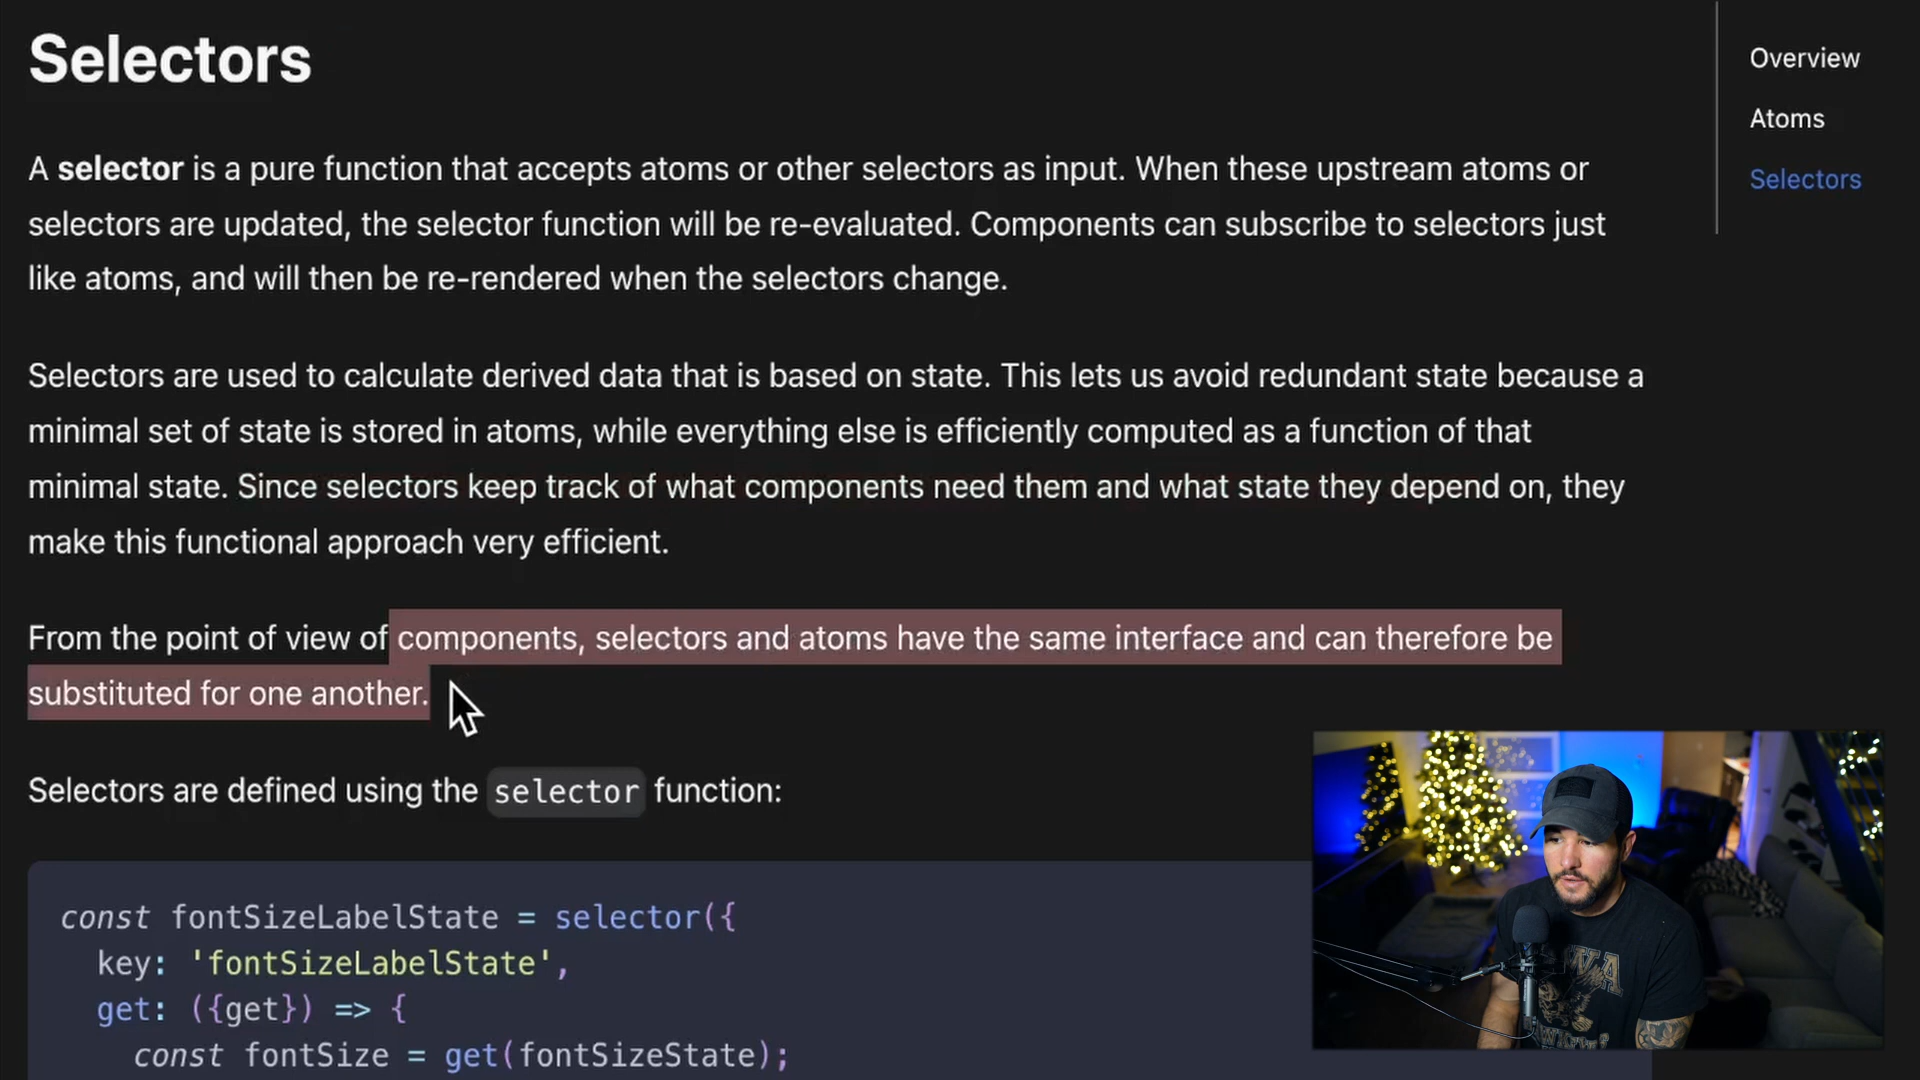 Selectors
A selector is a pure function that accepts atoms or other selectors as input. When these upstream atoms or
selectors are updated, the selector function will be re-evaluated. Components can subscribe to selectors just
like atoms, and will then be re-rendered when the selectors change.
Selectors are used to calculate derived data that is based on state. This lets us avoid redundant state because a
minimal set of state is stored in atoms, while everything else is efficiently computed as a function of that
minimal state. Since selectors keep track of what components need them and what state they depend on, they
make this functional approach very efficient.
From the point of view of components, selectors and atoms have the same interface and can therefore be
substituted for one another.
Selectors are defined using the selector function:
const fontSizeLabelState = selector({
key: 'fontSizeLabelState',
get: ({get}) => {
const fontSize = get(fontSizeState);
Overview
Atoms
Selectors